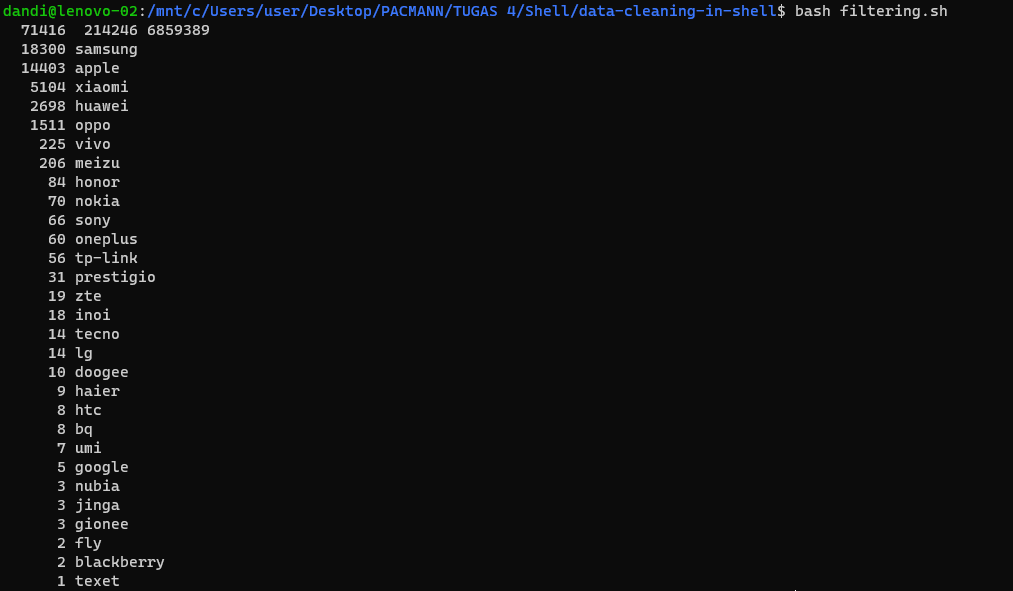 dandi@lenovo-02:/mnt/c/Users/user/Desktop/PACMANN/TUGAS 4/Shell/data-cleaning-in-shell$ bash filtering.sh
71416 214246 6859389
18300 samsung
14403 apple
5104 xiaomi
2698 huawei
1511 oppo
225 vivo
206 meizu
84 honor
70 nokia
66 sony
60 oneplus
56 tp-link
31 prestigio
19 zte
18 inoi
14 tecno
14 lg
10 doogee
9 haier
8 htc
8 bq
7 umi
5 google
3 nubia
3 jinga
3 gionee
2 fly
2 blackberry
1 texet